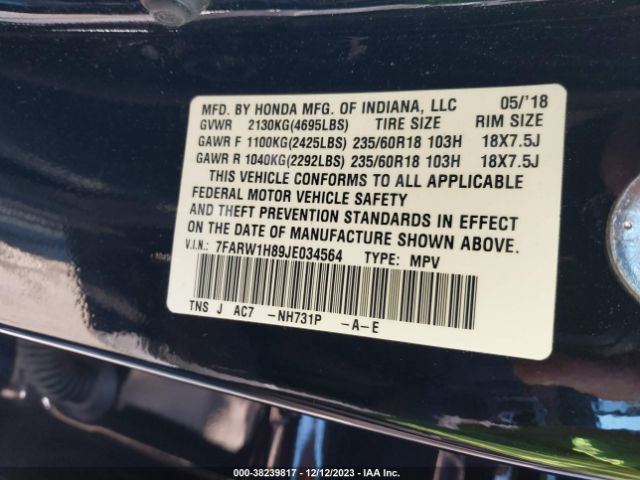 MFD. BY HONDA MFG. OF INDIANA, LLC 05/'18
GVWR 2130KG(4695LBS) TIRE SIZE RIM SIZE
GAWR F 1100KG(2425LBS) 235/60R18 103H 18X7.5J
GAWR R 1040KG(2292LBS) 235/60R18 103H 18X7.5J
THIS VEHICLE CONFORMS TO ALL APPLICABLE
FEDERAL MOTOR VEHICLE SAFETY
AND THEFT PREVENTION STANDARDS IN EFFECT
ON THE DATE OF MANUFACTURE SHOWN ABOVE.
V.I.N. 7FARW1H89JE034564 TYPE: MPV
TNS J AC7 -NH731P -A-E
000-38239817 - 12/12/2023 - IAA Inc.